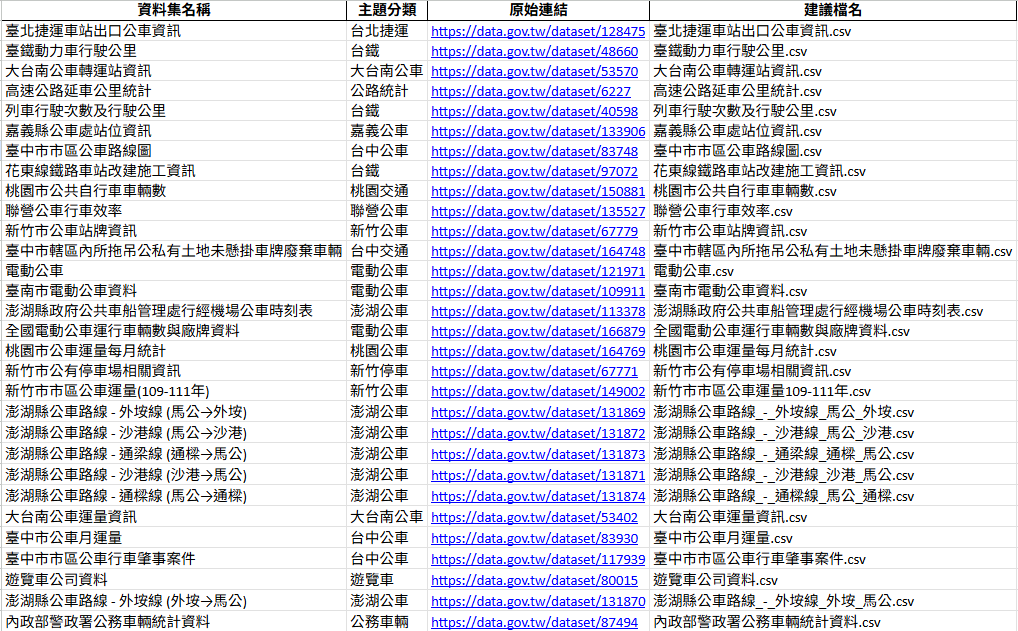 資料集名稱 主題分類 原始連結 建議檔名
臺北捷運車站出口公車資訊 台北捷運 https://data.gov.tw/dataset/128475 臺北捷運車站出口公車資訊.csv
臺鐵動力車行駛公里 台鐵 https://data.gov.tw/dataset/48660 臺鐵動力車行駛公里.csv
大台南公車轉運站資訊 大台南公車 https://data.gov.tw/dataset/53570 大台南公車轉運站資訊.csv
高速公路延車公里統計 公路統計 https://data.gov.tw/dataset/6227 高速公路延車公里統計.csv
列車行駛次數及行駛公里 台鐵 https://data.gov.tw/dataset/40598 列車行駛次數及行駛公里.csv
嘉義縣公車處站位資訊 嘉義公車 https://data.gov.tw/dataset/133906 嘉義縣公車處站位資訊.csv
臺中市市區公車路線圖 台中公車 https://data.gov.tw/dataset/83748 臺中市市區公車路線圖.csv
花東線鐵路車站改建施工資訊 台鐵 https://data.gov.tw/dataset/97072 花東線鐵路車站改建施工資訊.csv
桃園市公共自行車車輛數 桃園交通 https://data.gov.tw/dataset/150881 桃園市公共自行車車輛數.csv
聯營公車行車效率 聯營公車 https://data.gov.tw/dataset/135527 聯營公車行車效率.csv
新竹市公車站牌資訊 新竹公車 https://data.gov.tw/dataset/67779 新竹市公車站牌資訊.csv
臺中市轄區內所拖吊公私有土地未懸掛車牌廢棄車輛 台中交通 https://data.gov.tw/dataset/164748 臺中市轄區內所拖吊公私有土地未懸掛車牌廢棄車輛.csv
電動公車 電動公車 https://data.gov.tw/dataset/121971 電動公車.csv
臺南市電動公車資料 電動公車 https://data.gov.tw/dataset/109911 臺南市電動公車資料.csv
澎湖縣政府公共車船管理處行經機場公車時刻表 澎湖公車 https://data.gov.tw/dataset/113378 澎湖縣政府公共車船管理處行經機場公車時刻表.csv
全國電動公車運行車輛數與廠牌資料 電動公車 https://data.gov.tw/dataset/166879 全國電動公車運行車輛數與廠牌資料.csv
桃園市公車運量每月統計 桃園公車 https://data.gov.tw/dataset/164769 桃園市公車運量每月統計.csv
新竹市公有停車場相關資訊 新竹停車 https://data.gov.tw/dataset/67771 新竹市公有停車場相關資訊.csv
新竹市市區公車運量(109-111年) 新竹公車 https://data.gov.tw/dataset/149002 新竹市市區公車運量109-111年.csv
澎湖縣公車路線 - 外垵線 (馬公→外垵) 澎湖公車 https://data.gov.tw/dataset/131869 澎湖縣公車路線_-_外垵線_馬公_外垵.csv
澎湖縣公車路線 - 沙港線 (馬公→沙港) 澎湖公車 https://data.gov.tw/dataset/131872 澎湖縣公車路線_-_沙港線_馬公_沙港.csv
澎湖縣公車路線 - 通梁線 (通樑→馬公) 澎湖公車 https://data.gov.tw/dataset/131873 澎湖縣公車路線_-_通梁線_通樑_馬公.csv
澎湖縣公車路線 - 沙港線 (沙港→馬公) 澎湖公車 https://data.gov.tw/dataset/131871 澎湖縣公車路線_-_沙港線_沙港_馬公.csv
澎湖縣公車路線 - 通樑線 (馬公→通樑) 澎湖公車 https://data.gov.tw/dataset/131874 澎湖縣公車路線_-_通樑線_馬公_通樑.csv
大台南公車運量資訊 大台南公車 https://data.gov.tw/dataset/53402 大台南公車運量資訊.csv
臺中市公車月運量 台中公車 https://data.gov.tw/dataset/83930 臺中市公車月運量.csv
臺中市市區公車行車肇事案件 台中公車 https://data.gov.tw/dataset/117939 臺中市市區公車行車肇事案件.csv
遊覽車公司資料 遊覽車 https://data.gov.tw/dataset/80015 遊覽車公司資料.csv
澎湖縣公車路線 - 外垵線 (外垵→馬公) 澎湖公車 https://data.gov.tw/dataset/131870 澎湖縣公車路線_-_外垵線_外垵_馬公.csv
內政部警政署公務車輛統計資料 公務車輛 https://data.gov.tw/dataset/87494 內政部警政署公務車輛統計資料.csv